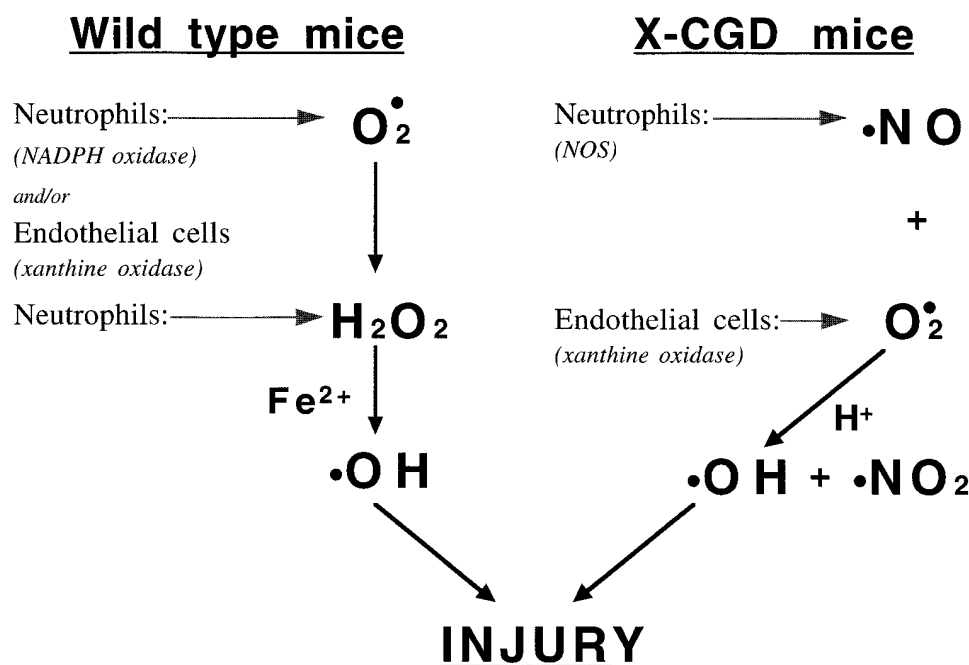 Wild type mice
Neutrophils:
(NADPH oxidase)
and/or
Endothelial cells
(xanthine oxidase)
Neutrophils:
O2•
H2O2
Fe2+
•OH
X-CGD mice
Neutrophils:
(NOS)
•NO
+
Endothelial cells:
(xanthine oxidase)
O2•
H+
•OH + •NO2
INJURY